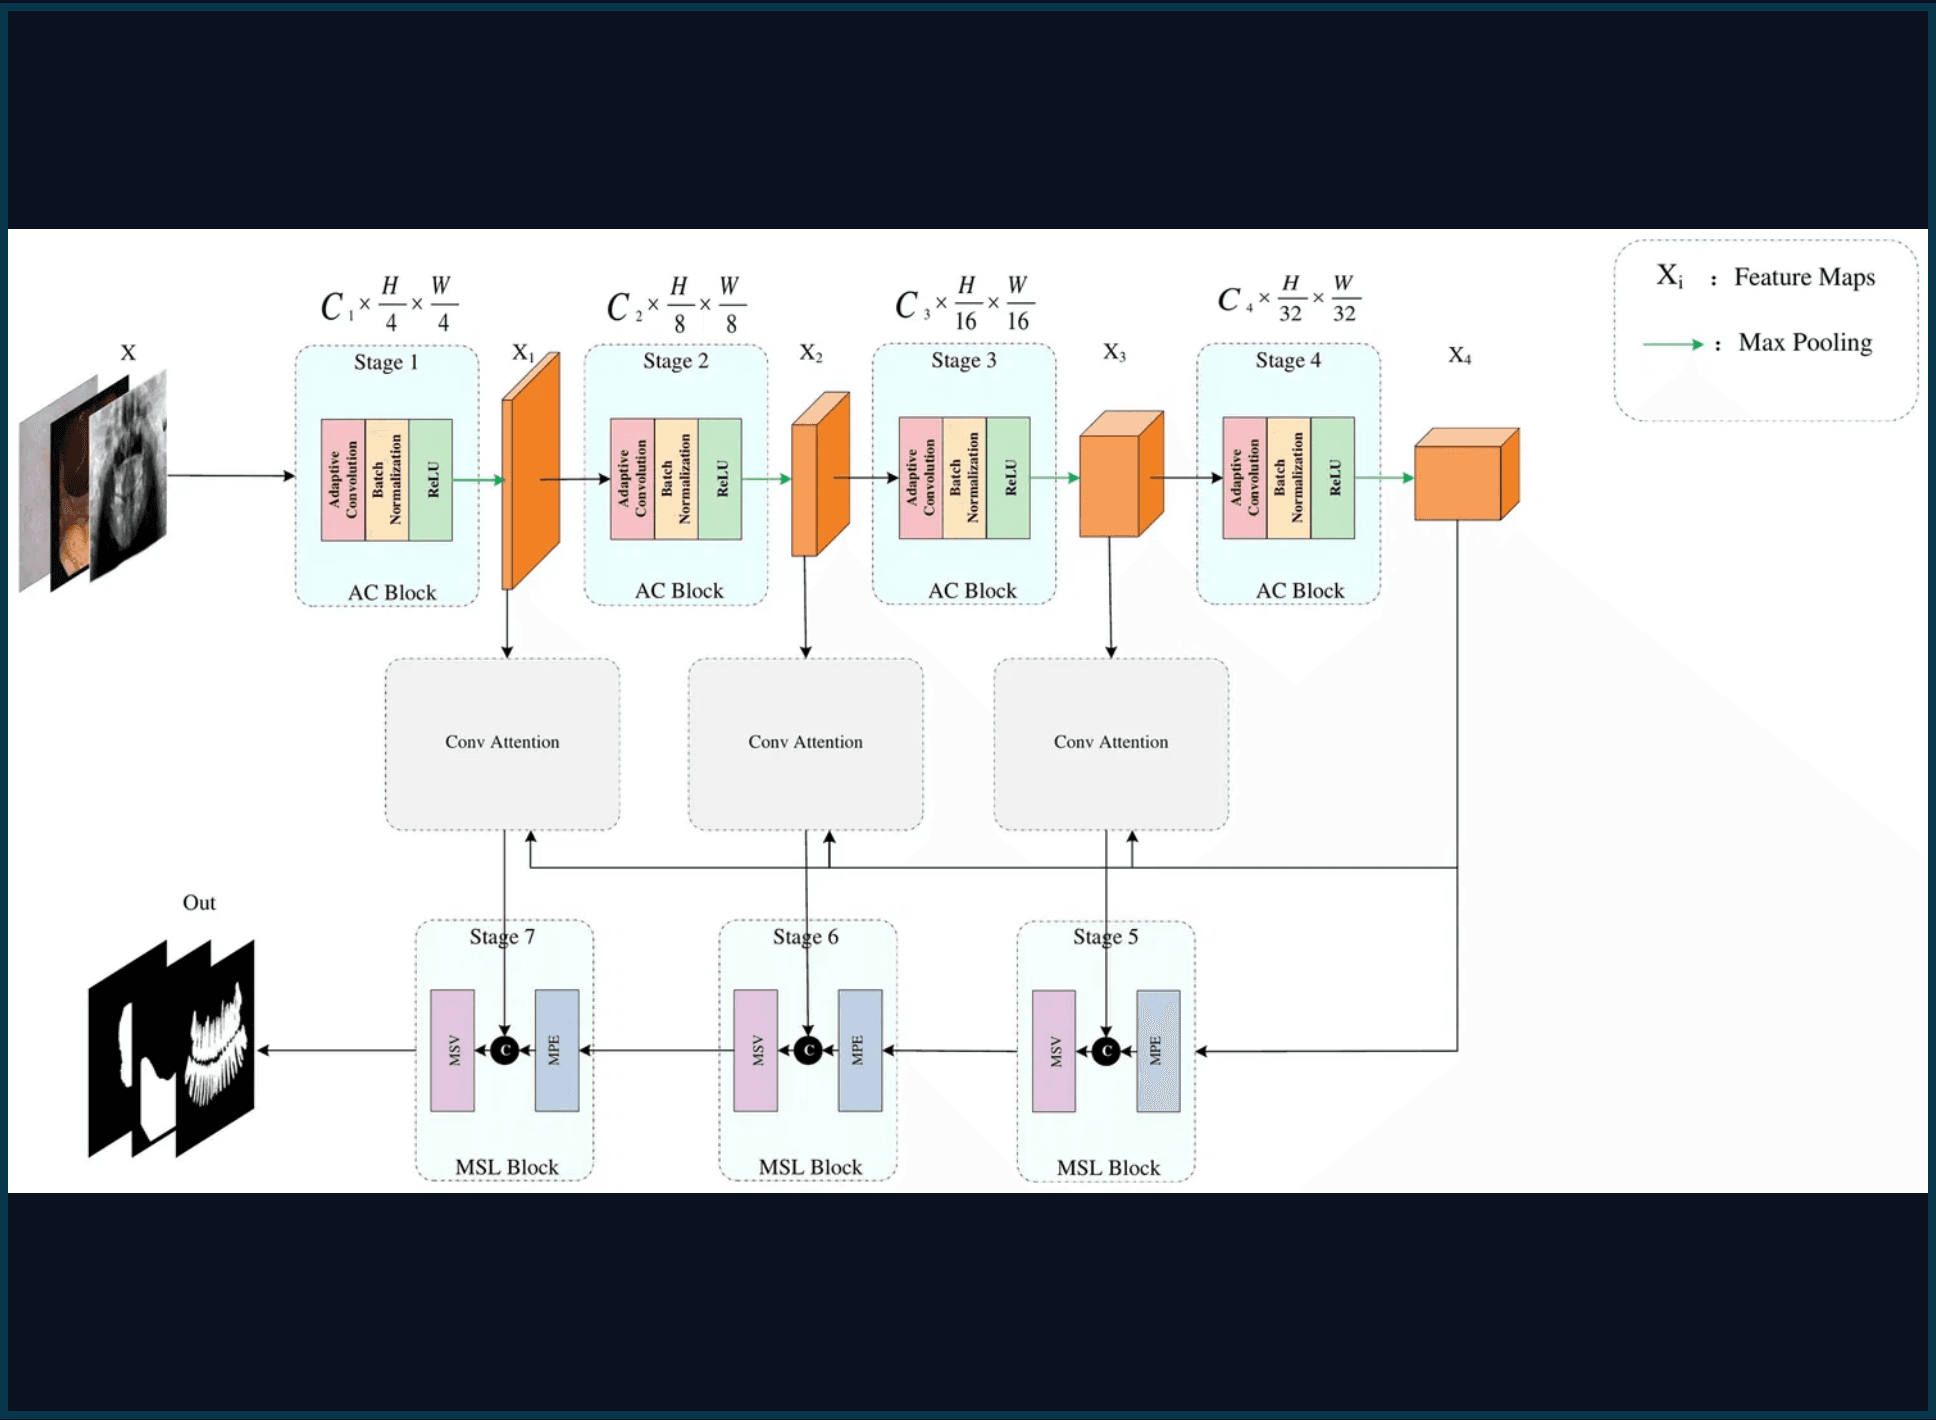 C₁ × H/4 × W/4
C₂ × H/8 × W/8
C₃ × H/16 × W/16
C₄ × H/32 × W/32
Xᵢ : Feature Maps
: Max Pooling
X
Stage 1
X₁
Stage 2
X₂
Stage 3
X₃
Stage 4
X₄
Adaptive
Convolution
Batch
Normalization
ReLU
Adaptive
Convolution
Batch
Normalization
ReLU
Adaptive
Convolution
Batch
Normalization
ReLU
Adaptive
Convolution
Batch
Normalization
ReLU
AC Block
AC Block
AC Block
AC Block
Conv Attention
Conv Attention
Conv Attention
Out
Stage 7
Stage 6
Stage 5
MSV
C
MPE
MSV
C
MPE
MSV
C
MPE
MSL Block
MSL Block
MSL Block